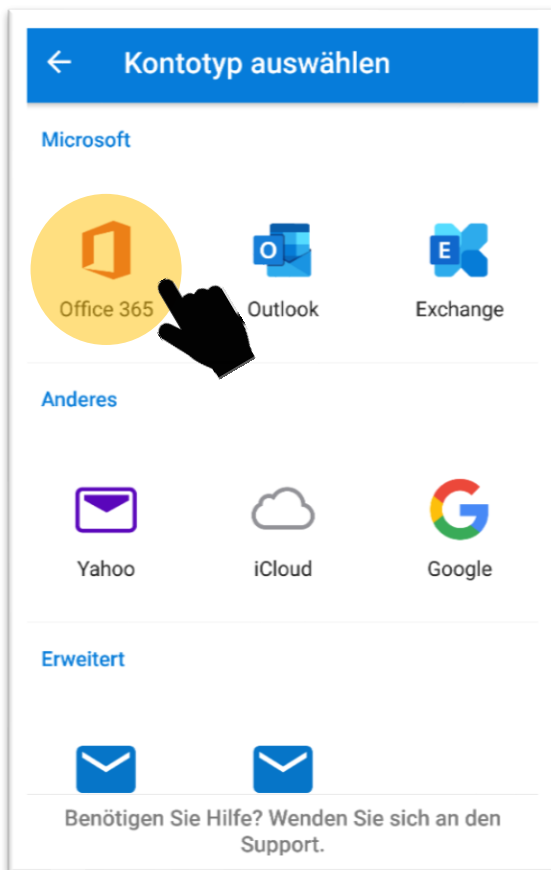 Kontotyp auswählen
Microsoft
Office 365
Outlook
Exchange
Anderes
Yahoo
iCloud
Google
Erweitert
Benötigen Sie Hilfe? Wenden Sie sich an den
Support.